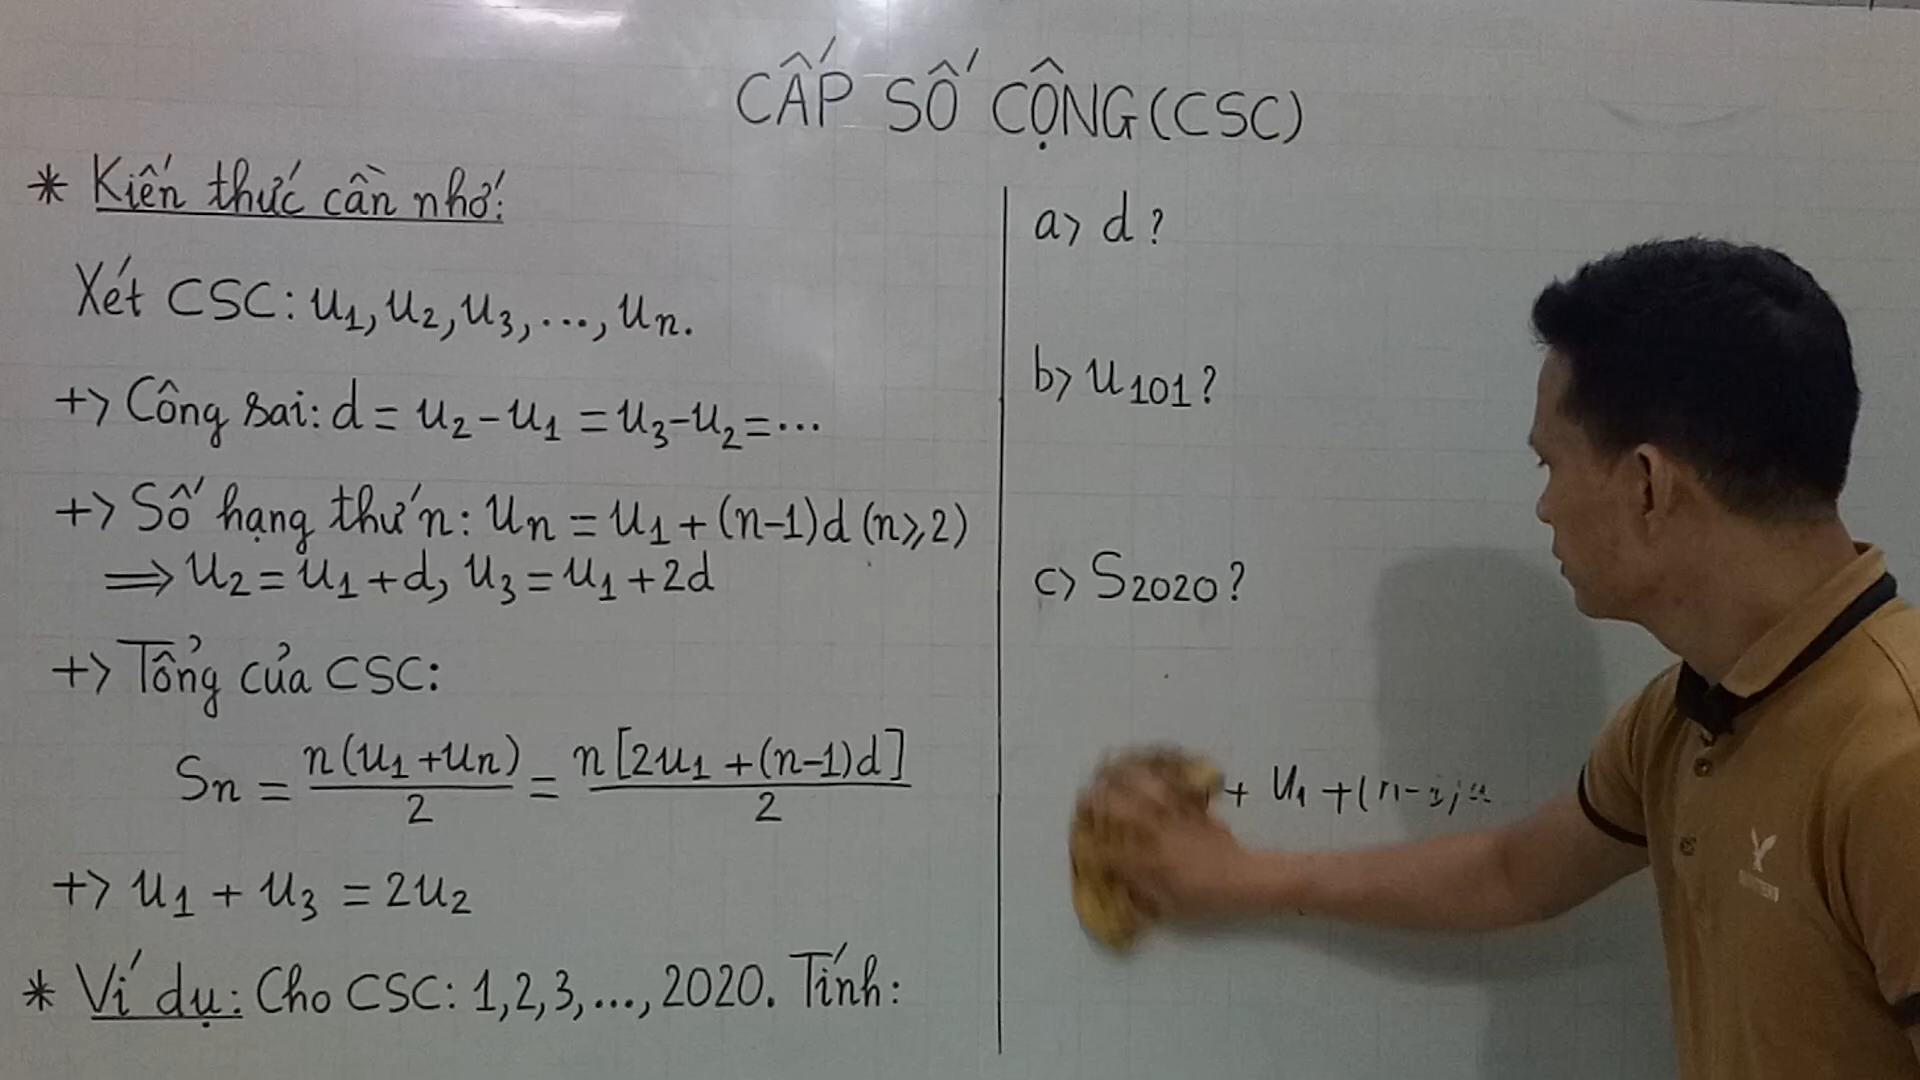 CẤP SỐ CỘNG (CSC)
* Kiến thức cần nhớ:
Xét CSC: u₁, u₂, u₃, ..., uₙ.
+> Công sai: d = u₂ - u₁ = u₃ - u₂ = ...
+> Số hạng thứ n: uₙ = u₁ + (n-1)d (n≥2)
⇒ u₂ = u₁ + d, u₃ = u₁ + 2d
+> Tổng của CSC:
Sₙ = n(u₁ + uₙ)/2 = n[2u₁ + (n-1)d]/2
+> u₁ + u₃ = 2u₂
* Ví dụ: Cho CSC: 1, 2, 3, ..., 2020. Tính:
a> d?
b> u₁₀₁?
c> S₂₀₂₀?
+ u₁ + (n-